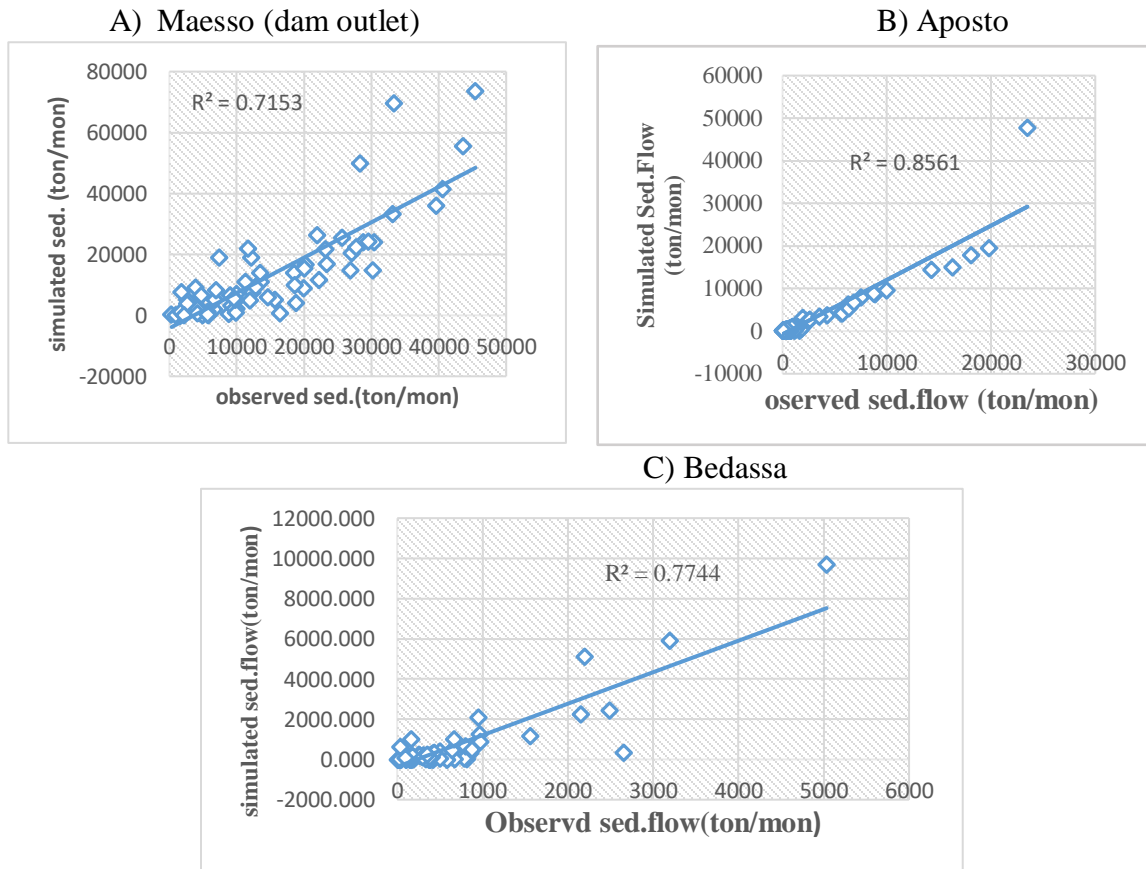 A) Maesso (dam outlet)
B) Aposto
80000
60000
40000
20000
0
-20000
R² = 0.7153
simulated sed. (ton/mon)
0 10000 20000 30000 40000 50000
observed sed.(ton/mon)
60000
50000
40000
30000
20000
10000
0
-10000
R² = 0.8561
Simulated Sed.Flow
(ton/mon)
0 10000 20000 30000
oserved sed.flow (ton/mon)
C) Bedassa
12000.000
10000.000
8000.000
6000.000
4000.000
2000.000
0.000
-2000.000
R² = 0.7744
simulated sed.flow(ton/mon)
0 1000 2000 3000 4000 5000 6000
Observd sed.flow(ton/mon)